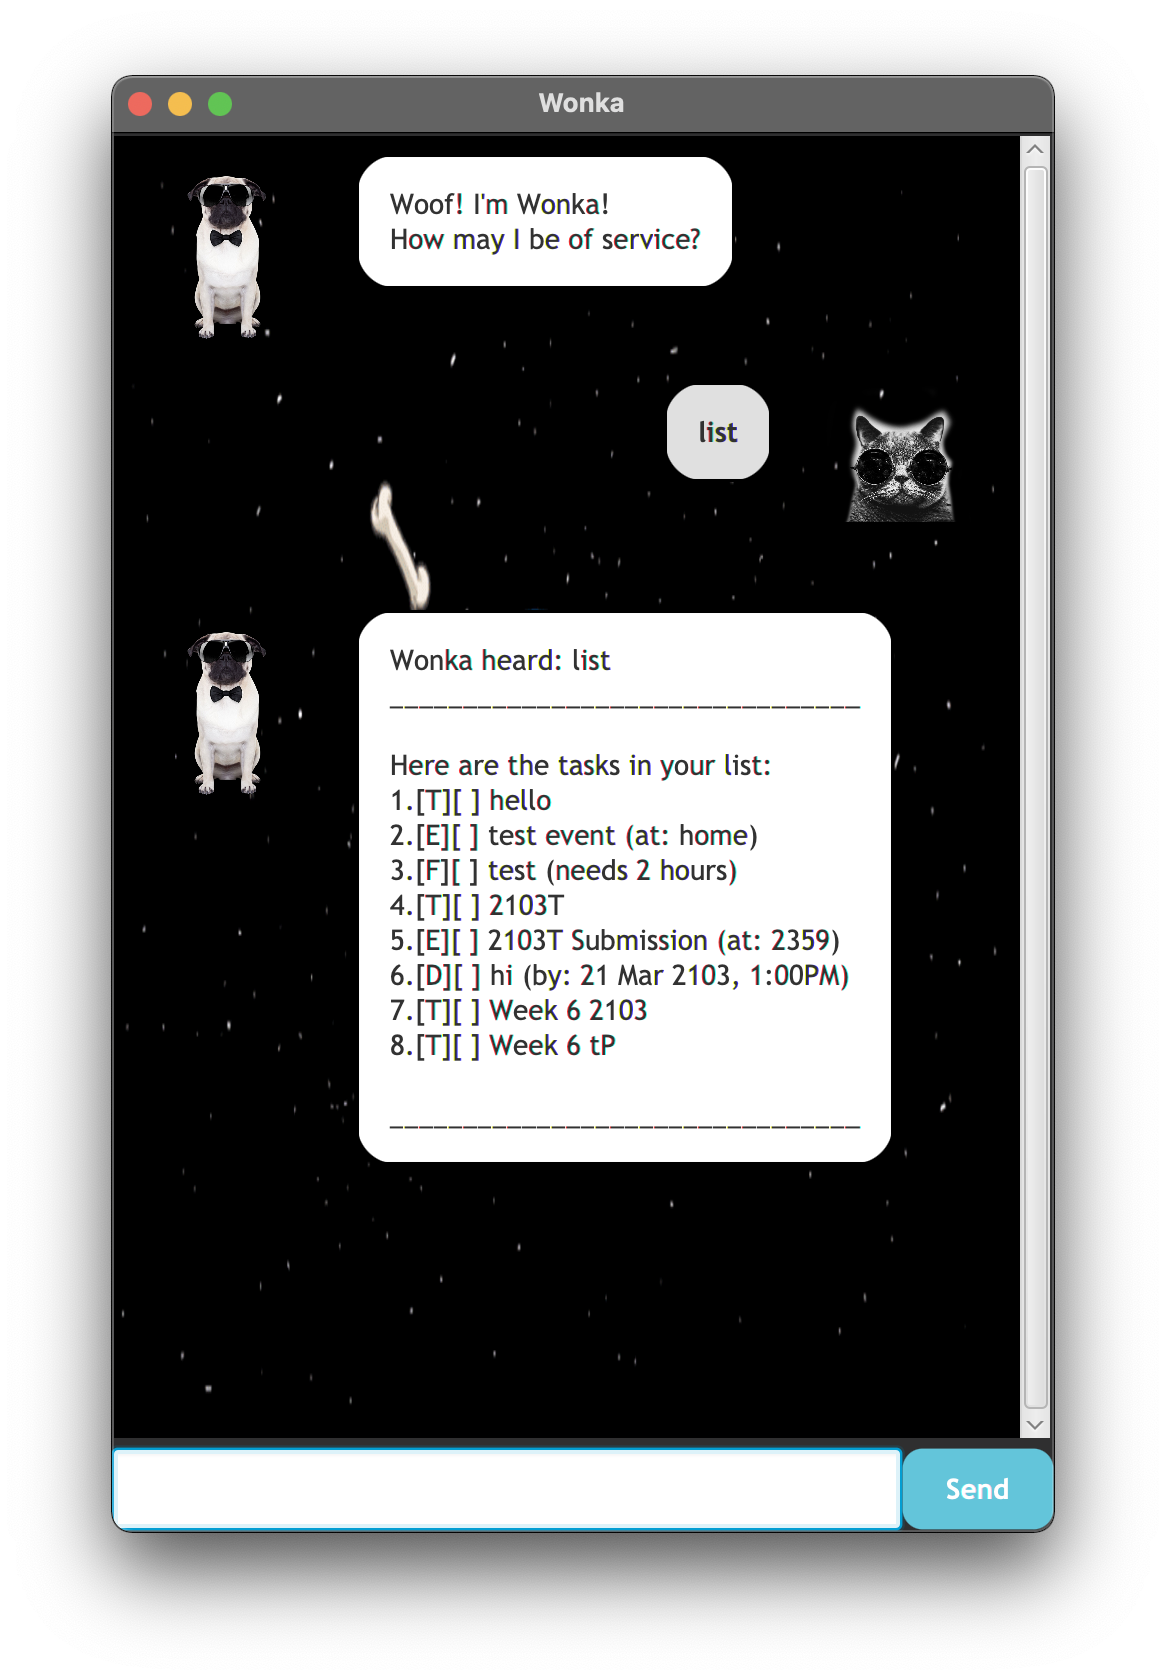 Wonka
Woof! I'm Wonka!
How may I be of service?
list
Wonka heard: list
________________________________
Here are the tasks in your list:
1.[T][ ] hello
2.[E][ ] test event (at: home)
3.[F][ ] test (needs 2 hours)
4.[T][ ] 2103T
5.[E][ ] 2103T Submission (at: 2359)
6.[D][ ] hi (by: 21 Mar 2103, 1:00PM)
7.[T][ ] Week 6 2103
8.[T][ ] Week 6 tP
________________________________
Send